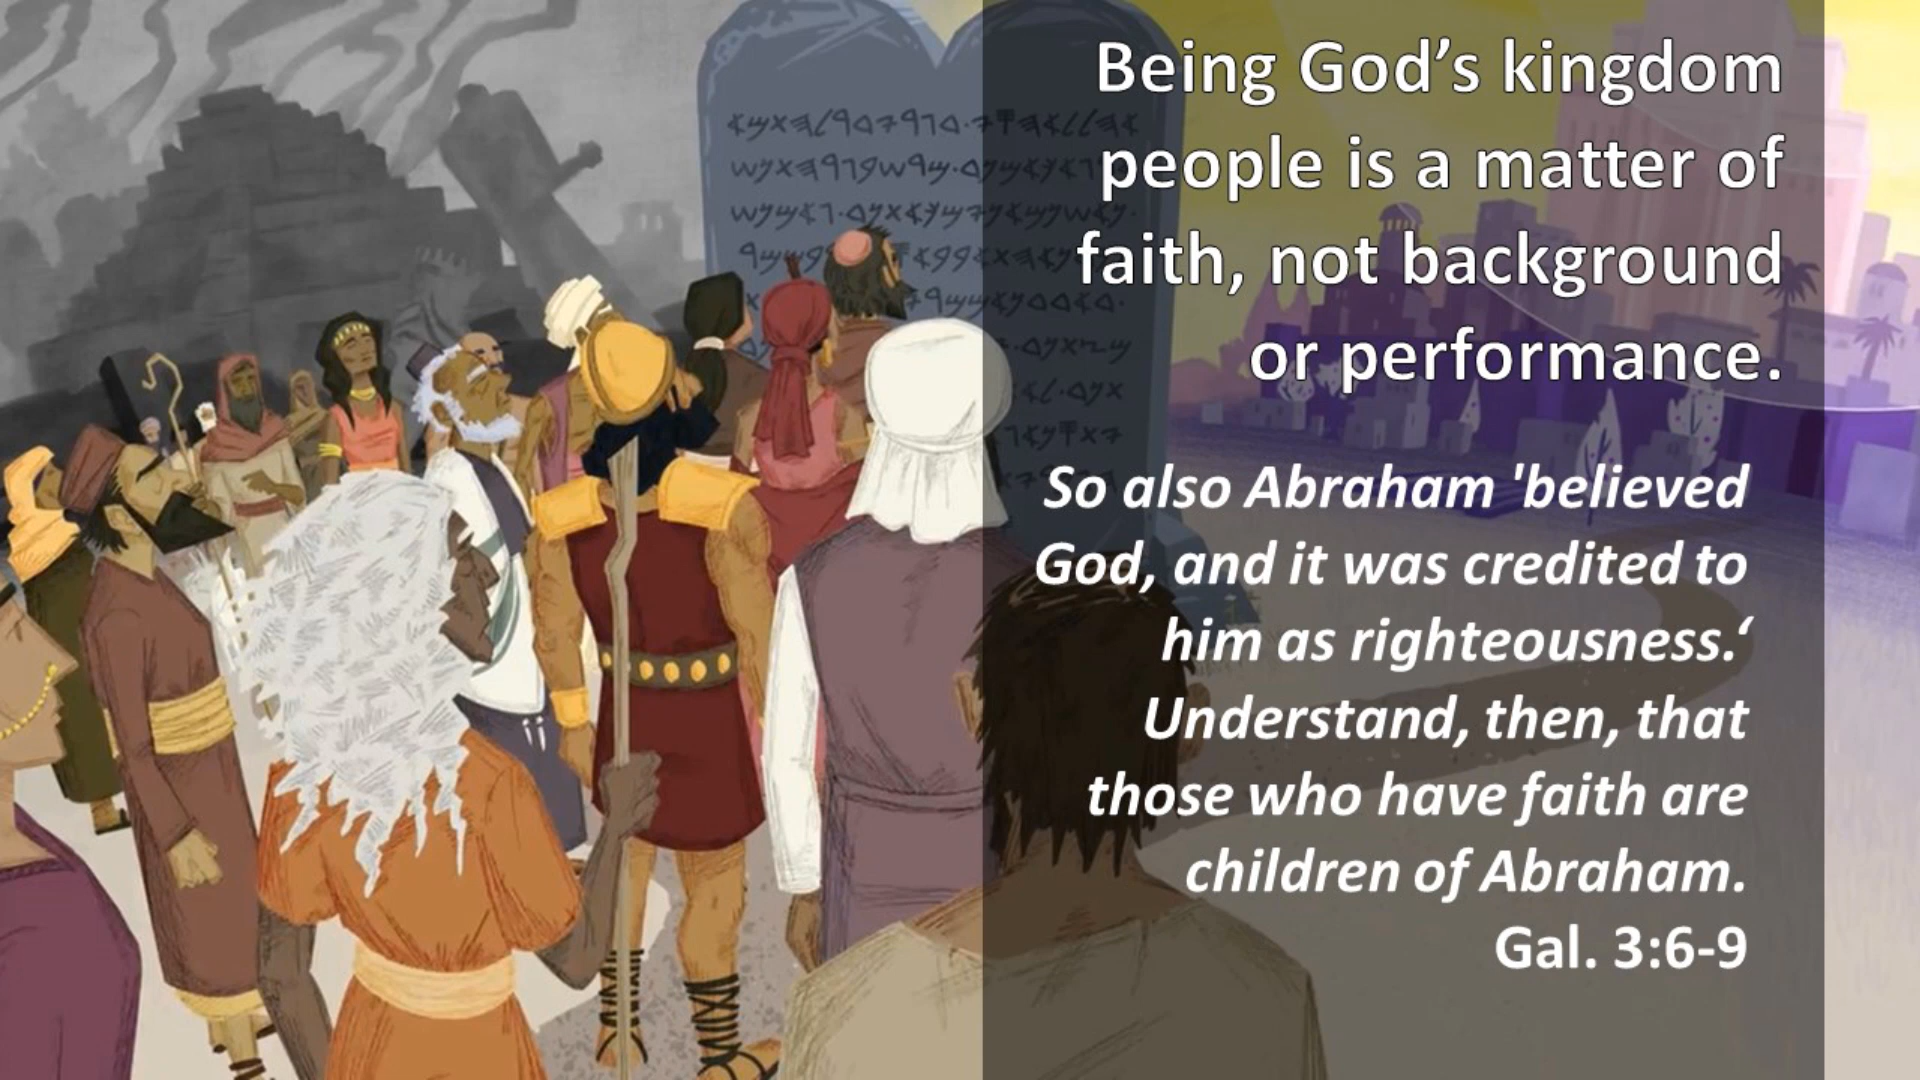 Being God’s kingdom
people is a matter of
faith, not background
or performance.
So also Abraham 'believed
God, and it was credited to
him as righteousness.‘
Understand, then, that
those who have faith are
children of Abraham.
Gal. 3:6-9